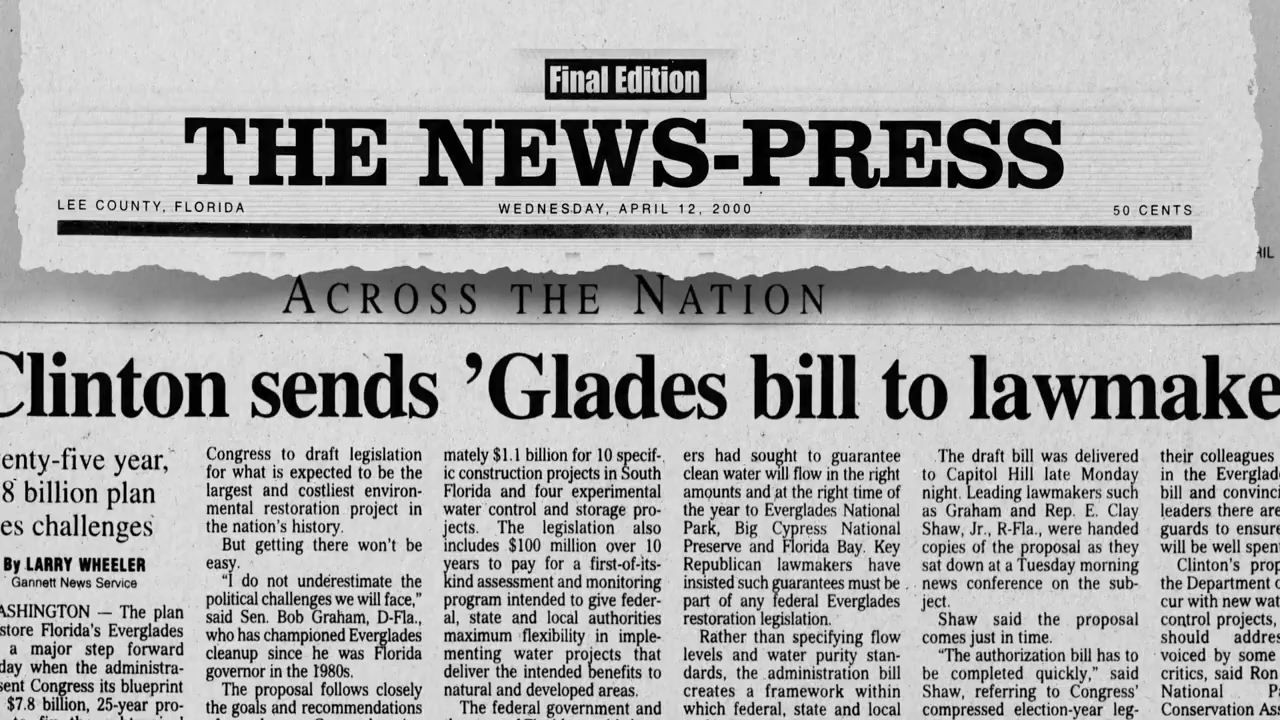 Final Edition
THE NEWS-PRESS
LEE COUNTY, FLORIDA
WEDNESDAY, APRIL 12, 2000
50 CENTS
ACROSS THE NATION
Clinton sends 'Glades bill to lawmake
enty-five year,
8 billion plan
es challenges
By LARRY WHEELER
Gannett News Service
ASHINGTON — The plan
store Florida's Everglades
a major step forward
day when the administra-
sent Congress its blueprint
$7.8 billion, 25-year pro-
Congress to draft legislation
for what is expected to be the
largest and costliest environ-
mental restoration project in
the nation's history.
But getting there won't be
easy.
"I do not underestimate the
political challenges we will face,"
said Sen. Bob Graham, D-Fla.,
who has championed Everglades
cleanup since he was Florida
governor in the 1980s.
The proposal follows closely
the goals and recommendations
mately $1.1 billion for 10 specif-
ic construction projects in South
Florida and four experimental
water control and storage pro-
jects. The legislation also
includes $100 million over 10
years to pay for a first-of-its-
kind assessment and monitoring
program intended to give feder-
al, state and local authorities
maximum flexibility in imple-
menting water projects that
deliver the intended benefits to
natural and developed areas.
The federal government and
ers had sought to guarantee
clean water will flow in the right
amounts and at the right time of
the year to Everglades National
Park, Big Cypress National
Preserve and Florida Bay. Key
Republican lawmakers have
insisted such guarantees must be
part of any federal Everglades
restoration legislation.
Rather than specifying flow
levels and water purity stan-
dards, the administration bill
creates a framework within
which federal, state and local
The draft bill was delivered
to Capitol Hill late Monday
night. Leading lawmakers such
as Graham and Rep. E. Clay
Shaw, Jr., R-Fla., were handed
copies of the proposal as they
sat down at a Tuesday morning
news conference on the sub-
ject.
Shaw said the proposal
comes just in time.
"The authorization bill has to
be completed quickly," said
Shaw, referring to Congress'
compressed election-year leg-
their colleagues
in the Everglad
bill and convinci
leaders there are
guards to ensure
will be well spen
Clinton's prop
the Department o
cur with new wat
control projects,
should addres
voiced by some
critics, said Ron
National P
Conservation Ass